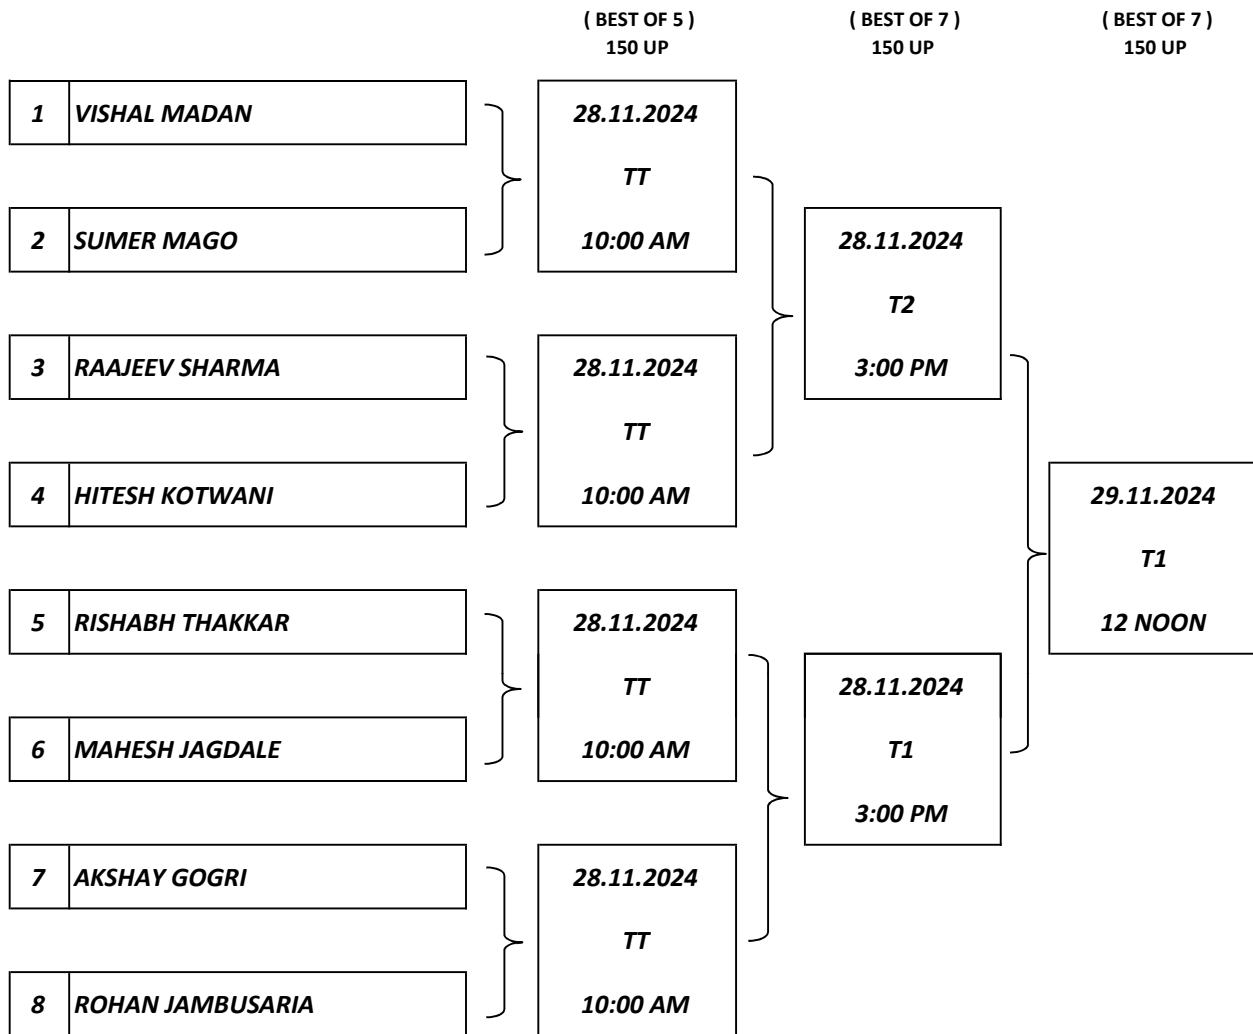 ( BEST OF 5 ) ( BEST OF 7 ) ( BEST OF 7 )
150 UP 150 UP 150 UP
1 VISHAL MADAN 28.11.2024
TT
2 SUMER MAGO 10:00 AM 28.11.2024
T2
3 RAAJEEV SHARMA 28.11.2024 3:00 PM
TT
4 HITESH KOTWANI 10:00 AM 29.11.2024
T1
5 RISHABH THAKKAR 28.11.2024 12 NOON
TT 28.11.2024
6 MAHESH JAGDALE 10:00 AM T1
3:00 PM
7 AKSHAY GOGRI 28.11.2024
TT
8 ROHAN JAMBUSARIA 10:00 AM